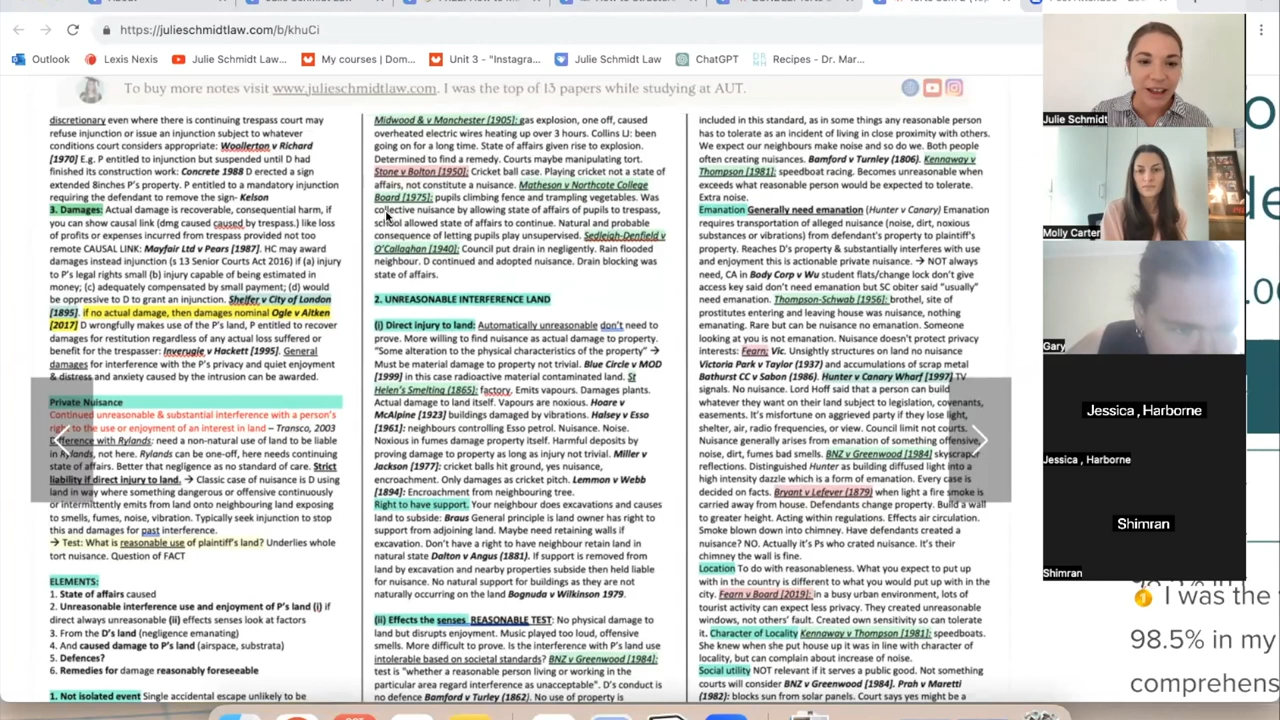 https://julieschmidtlaw.com/b/khuCi
Outlook
Lexis Nexis
Julie Schmidt Law...
My courses | Dom...
Unit 3 - "Instagra...
Julie Schmidt Law
ChatGPT
Recipes - Dr. Mar...
To buy more notes visit www.julieschmidtlaw.com. I was the top of 13 papers while studying at AUT.
discretionary even where there is continuing trespass court may
refuse injunction or issue an injunction subject to whatever
conditions court considers appropriate: Woollerton v Richard
[1970] E.g. P entitled to injunction but suspended until D had
finished its construction work: Concrete 1988 D erected a sign
extended 8inches P's property. P entitled to a mandatory injunction
requiring defendant to remove the sign- Kelson
3. Damages: Actual damage is recoverable, consequential harm, if
you can show causal link (dmg caused caused by trespass.) like loss
of profits or expenses incurred from trespass provided not too
remote CAUSAL LINK: Mayfair Ltd v Pears [1987]. HC may award
damages instead injunction (s 13 Senior Courts Act 2016) if (a) injury
to P's legal rights small (b) injury capable of being estimated in
money; (c) adequately compensated by small payment; (d) would
be oppressive to D to grant an injunction. Shelfer v City of London
[1895]. if no actual damage, then damages nominal Ogle v Aitken
[2017] D wrongfully makes use of the P's land, P entitled to recover
damages for restitution regardless of any actual loss suffered or
benefit for the trespasser: Inverugie v Hackett [1995]. General
damages for interference with the P's privacy and quiet enjoyment
& distress and anxiety caused by the intrusion can be awarded.
Private Nuisance
Continued unreasonable & substantial interference with a person's
right to the use or enjoyment of an interest in land – Transco, 2003
Difference with Rylands: need a non-natural use of land to be liable
in Rylands, not here. Rylands can be one-off, here needs continuing
state of affairs. Better that negligence as no standard of care. Strict
liability if direct injury to land. → Classic case of nuisance is D using
land in way where something dangerous or offensive continuously
or intermittently emits from land onto neighbouring land exposing
to smells, fumes, noise, vibration. Typically seek injunction to stop
this and damages for past interference.
→ Test: What is reasonable use of plaintiff's land? Underlies whole
tort nuisance. Question of FACT
ELEMENTS:
1. State of affairs caused
2. Unreasonable interference use and enjoyment of P's land (i) if
direct always unreasonable (ii) effects senses look at factors
3. From the D's land (negligence emanating)
4. And caused damage to P's land (airspace, substrata)
5. Defences?
6. Remedies for damage reasonably foreseeable
1. Not isolated event Single accidental escape unlikely to be
Midwood & v Manchester [1905]: gas explosion, one off, caused
overheated electric wires heating up over 3 hours. Collins LJ: been
going on for a long time. State of affairs given rise to explosion.
Determined to find a remedy. Courts maybe manipulating tort.
Stone v Bolton [1950]: Cricket ball case. Playing cricket not a state of
affairs, not constitute a nuisance. Matheson v Northcote College
Board [1975]: pupils climbing fence and trampling vegetables. Was
collective nuisance by allowing state of affairs of pupils to trespass,
school allowed state of affairs to continue. Natural and probable
consequence of letting pupils play unsupervised. Sedleigh-Denfield v
O'Callaghan [1940]: Council put drain in negligently. Rain flooded
neighbour. D continued and adopted nuisance. Drain blocking was
state of affairs.
2. UNREASONABLE INTERFERENCE LAND
(i) Direct injury to land: Automatically unreasonable don't need to
prove. More willing to find nuisance as actual damage to property.
"Some alteration to the physical characteristics of the property" →
Must be material damage to property not trivial. Blue Circle v MOD
[1999] in this case radioactive material contaminated land. St
Helen's Smelting [1865]: factory. Emits vapours. Damages plants.
Actual damage to land itself. Vapours are noxious. Hoare v
McAlpine [1923] buildings damaged by vibrations. Halsey v Esso
[1961]: neighbours controlling Esso petrol. Nuisance. Noise.
Noxious in fumes damage property itself. Harmful deposits by
proving damage to property as long as injury not trivial. Miller v
Jackson [1977]: cricket balls hit ground, yes nuisance,
encroachment. Only damages as cricket pitch. Lemmon v Webb
[1894]: Encroachment from neighbouring tree.
Right to have support. Your neighbour does excavations and causes
land to subside: Braus General principle is land owner has right to
support from adjoining land. Maybe need retaining walls if
excavation. Don't have a right to have neighbour retain land in
natural state Dalton v Angus (1881). If support is removed from
land by excavation and nearby properties subside then held liable
for nuisance. No natural support for buildings as they are not
naturally occurring on the land Bognuda v Wilkinson 1979.
(ii) Effects the senses REASONABLE TEST: No physical damage to
land but disrupts enjoyment. Music played too loud, offensive
smells. More difficult to prove. Is the interference with P's land use
intolerable based on societal standards? BNZ v Greenwood [1984]:
test is "whether a reasonable person living or working in the
particular area regard interference as unacceptable". D's conduct is
no defence Bamford v Turley (1862). No use of property is
included in this standard, as in some things any reasonable person
has to tolerate as an incident of living in close proximity with others.
We expect our neighbours make noise and so do we. Both people
often creating nuisances. Bamford v Turnley (1806). Kennaway v
Thompson [1981]: speedboat racing. Becomes unreasonable when
exceeds what reasonable person would be expected to tolerate.
Extra noise.
Emanation Generally need emanation (Hunter v Canary) Emanation
requires transportation of alleged nuisance (noise, dirt, noxious
substances or vibrations) from defendant's property to plaintiff's
property. Reaches D's property & substantially interferes with use
and enjoyment this is actionable private nuisance. → NOT always
need, CA in Body Corp v Wu student flats/change lock don't give
access key said don't need emanation but SC obiter said "usually"
need emanation. Thompson-Schwab [1956]: brothel, site of
prostitutes entering and leaving house was nuisance, nothing
emanating. Rare but can be nuisance no emanation. Someone
looking at you is not nuisance. Nuisance doesn't protect privacy
interests: Fearn; Vic. Unsightly structures on land no nuisance
Victoria Park v Taylor (1937) and accumulations of scrap metal
Bathurst CC v Sabon (1986). Hunter v Canary Wharf [1997] TV
signals. No nuisance. Lord Hoff said that a person can build
whatever they want on their land subject to legislation, covenants,
easements. It's misfortune on aggrieved party if they lose light,
shelter, air, radio frequencies, or view. Council limit not courts.
Nuisance generally arises from emanation of something offensive,
noise, dirt, fumes bad smells. BNZ v Greenwood [1984] skyscraper
reflections. Distinguished Hunter as building diffused light into a
high intensity dazzle which is a form of emanation. Every case is
decided on facts. Bryant v Lefever (1879) when light a fire smoke is
carried away from house. Defendants change property. Build a wall
to greater height. Acting within regulations. Effects air circulation.
Smoke blown down into chimney. Have defendants created a
nuisance? NO. Actually it's Ps who crated nuisance. It's their
chimney the wall is fine.
Location To do with reasonableness. What you expect to put up
with in the country is different to what you would put up with in the
city. Fearn v Board [2019]: in a busy urban environment, lots of
tourist activity can expect less privacy. They created unreasonable
windows, not others' fault. Created own sensitivity so can tolerate
it. Character of Locality Kennaway v Thompson [1981]: speedboats.
She knew when she put house up it was in line with character of
locality, but can complain about increase of noise.
Social utility NOT relevant if it serves a public good. Not something
courts will consider BNZ v Greenwood [1984]. Proh v Maretti
(1982): blocks sun from solar panels. Court says yes might be a
Julie Schmidt
Molly Carter
Gary
Jessica , Harborne
Jessica , Harborne
Shimran
Shimran
I was the
98.5% in my
comprehens